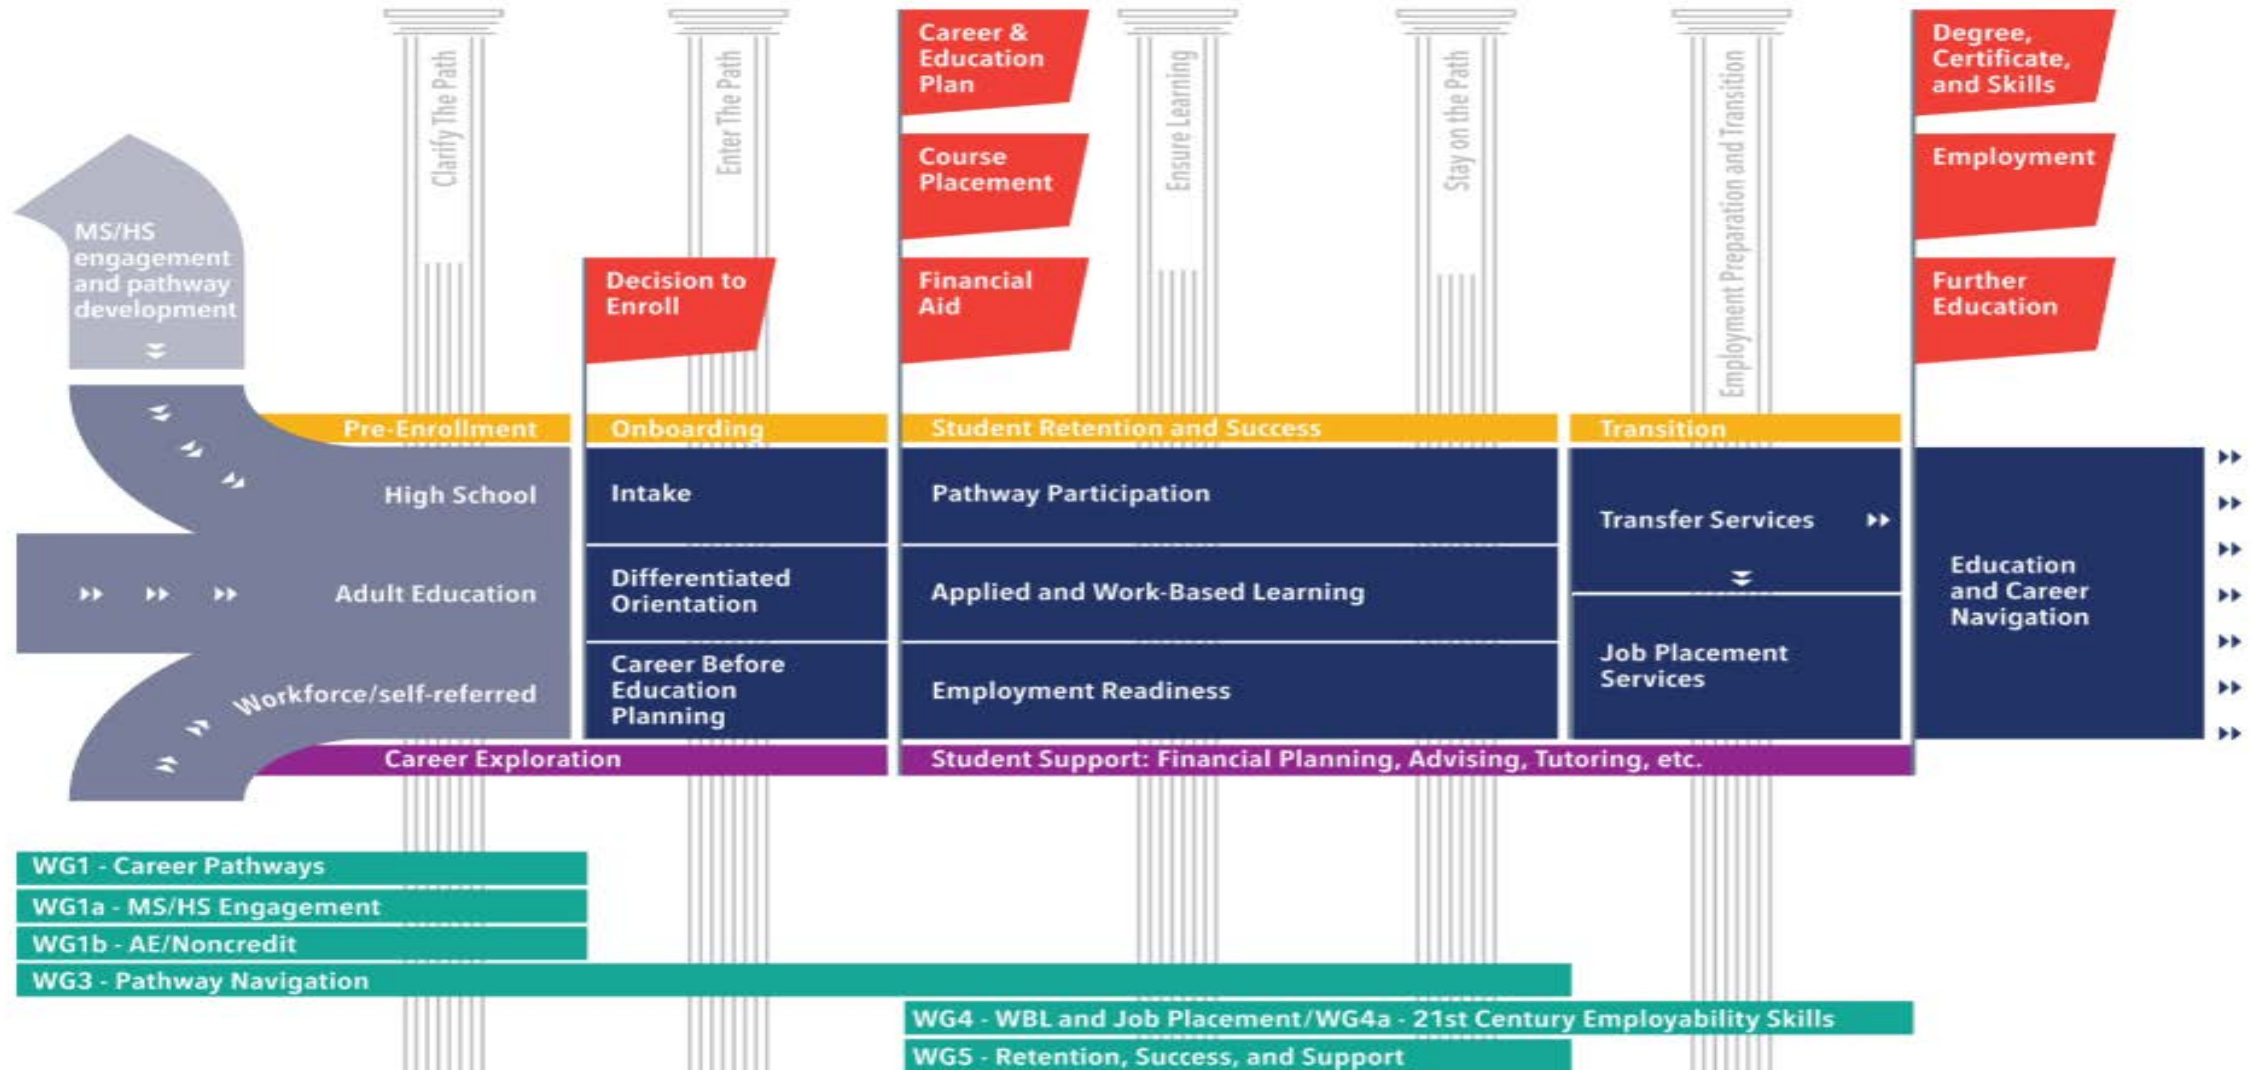 Clarify The Path
Enter The Path
Career &
Education
Plan
Ensure Learning
Stay on the Path
Employment Preparation and Transition
Degree,
Certificate,
and Skills
Course
Placement
Employment
MS/HS
engagement
and pathway
development
Decision to
Enroll
Financial
Aid
Further
Education
Pre-Enrollment
Onboarding
Student Retention and Success
Transition
High School
Intake
Pathway Participation
Transfer Services
Adult Education
Differentiated
Orientation
Applied and Work-Based Learning
Education
and Career
Navigation
Workforce/self-referred
Career Before
Education
Planning
Employment Readiness
Job Placement
Services
Career Exploration
Student Support: Financial Planning, Advising, Tutoring, etc.
WG1 - Career Pathways
WG1a - MS/HS Engagement
WG1b - AE/Noncredit
WG3 - Pathway Navigation
WG4 - WBL and Job Placement/WG4a - 21st Century Employability Skills
WG5 - Retention, Success, and Support